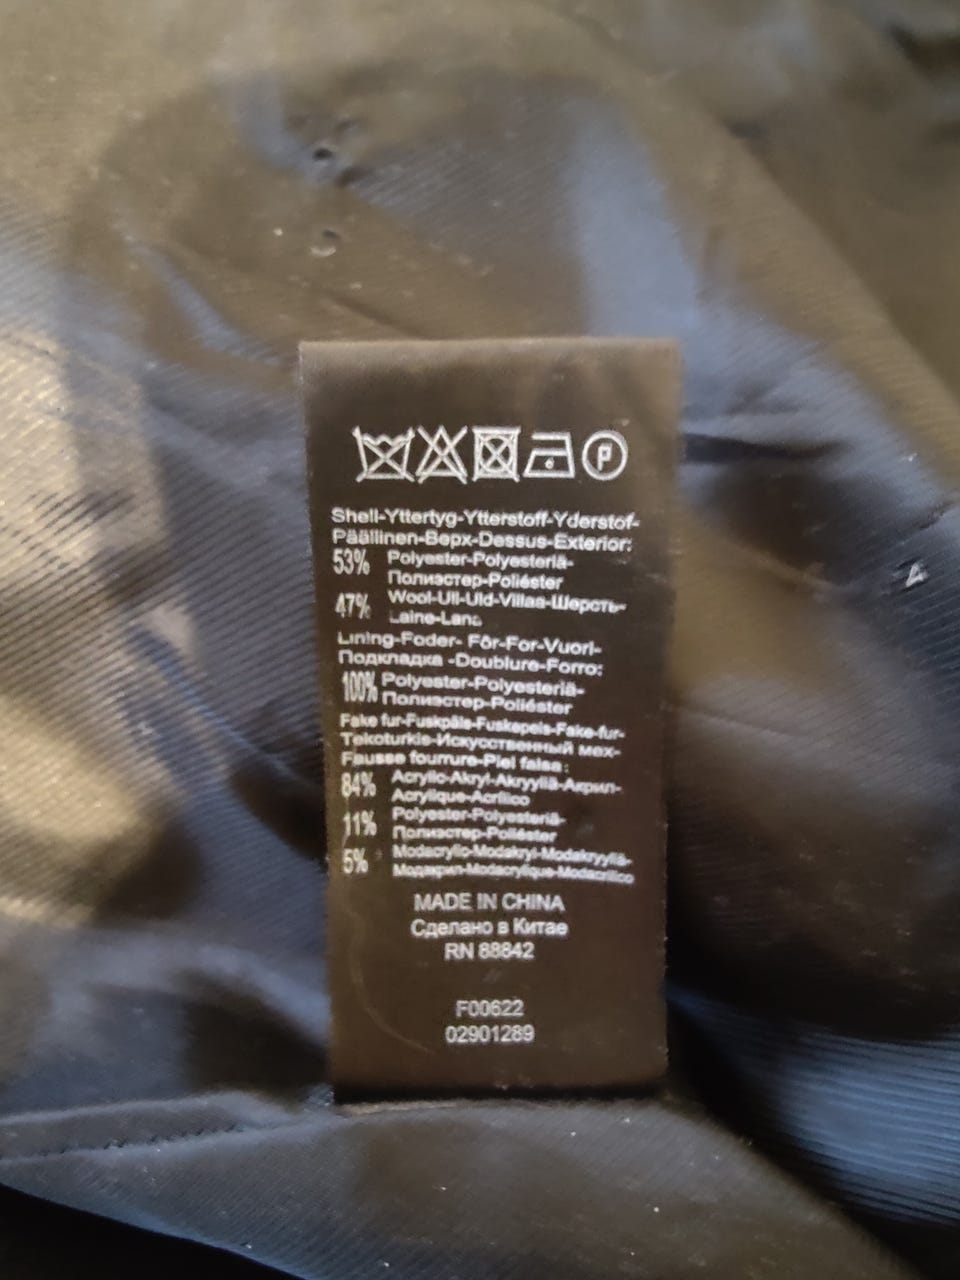 P
Shell-Yttertyg-Ytterstoff-Yderstof-
Päällinen-Верх-Dessus-Exterior:
53% Polyester-Polyesteriä-
Полиэстер-Poliéster
47% Wool-Ull-Uld-Villaa-Шерсть-
Laine-Lana
Lining-Foder- Fôr-For-Vuori-
Подкладка -Doublure-Forro:
100% Polyester-Polyesteriä-
Полиэстер-Poliéster
Fake fur-Fuskpäls-Fuskepels-Fake-fur-
Tekoturkis-Искусственный мех-
Fausse fourrure-Piel falsa:
84% Acrylic-Akryl-Akryyliä-Акрил-
Acrylique-Acrílico
11% Polyester-Polyesteriä-
Полиэстер-Poliéster
5% Modacrylic-Modakryl-Modakryyliä-
Модакрил-Modacrylique-Modacrílico
MADE IN CHINA
Сделано в Китае
RN 88842
F00622
02901289